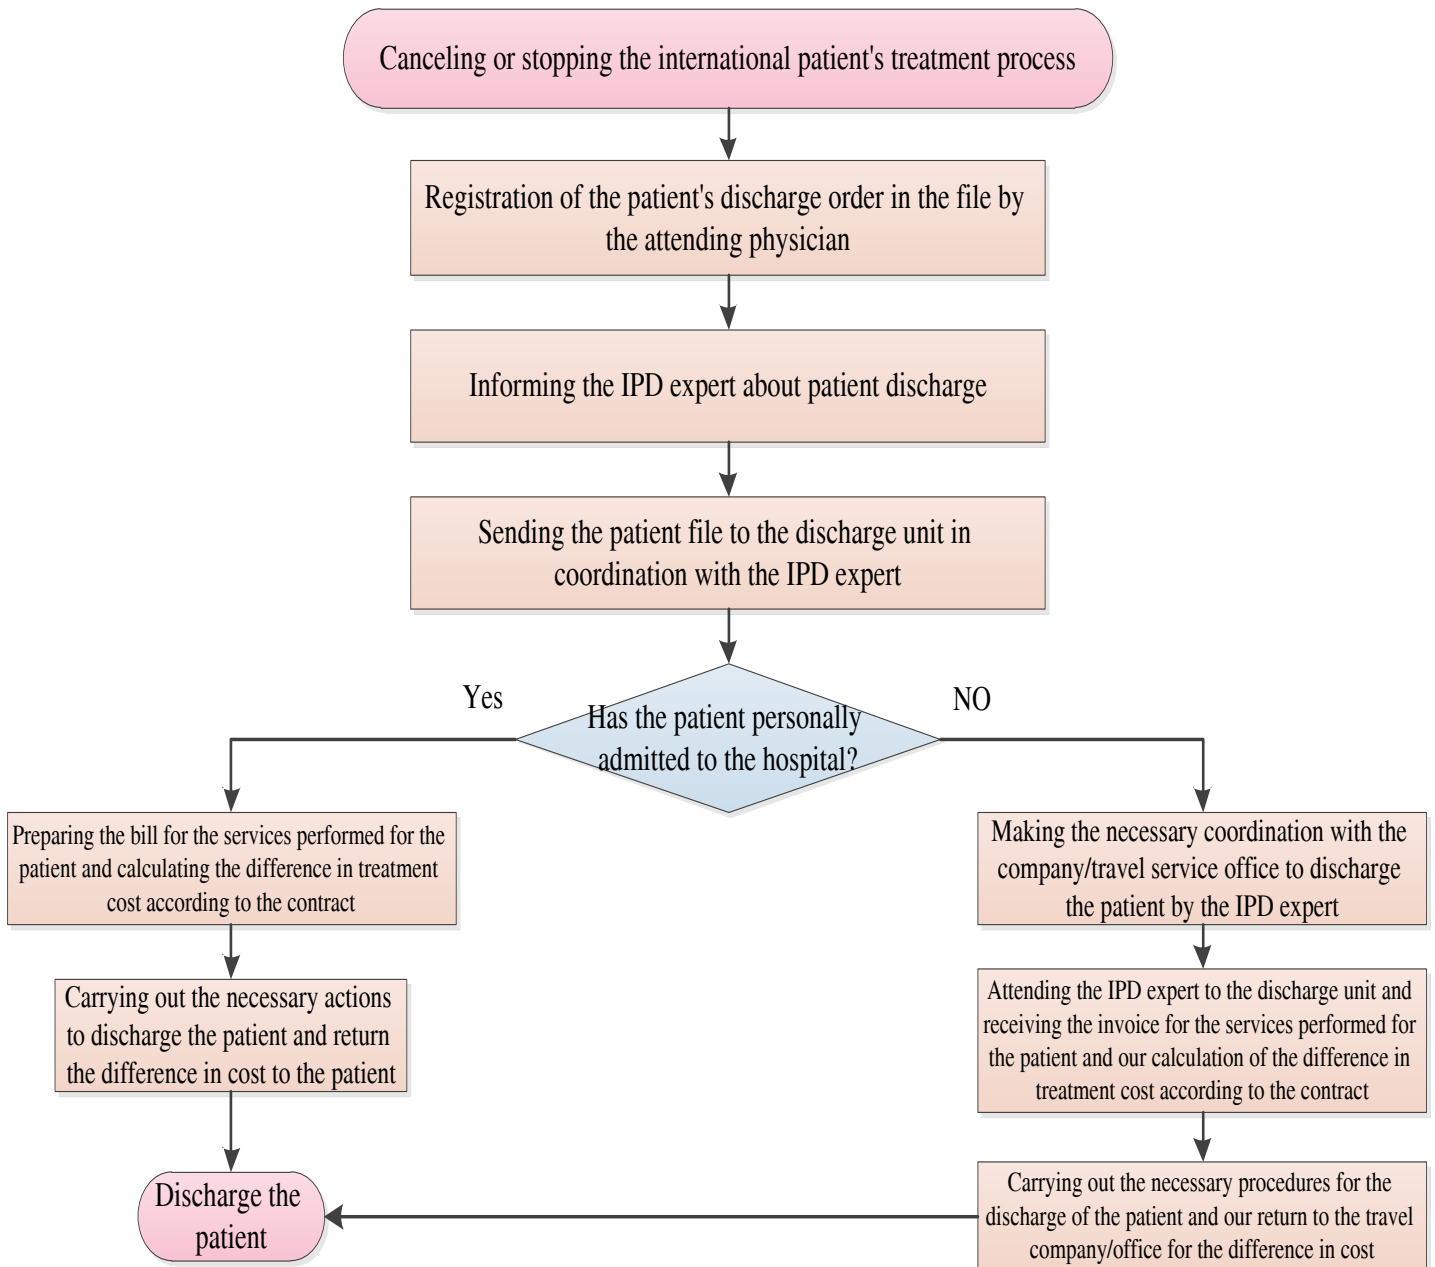 Canceling or stopping the international patient's treatment process
Registration of the patient's discharge order in the file by
the attending physician
Informing the IPD expert about patient discharge
Sending the patient file to the discharge unit in
coordination with the IPD expert
Has the patient personally
admitted to the hospital?
Yes
NO
Preparing the bill for the services performed for the
patient and calculating the difference in treatment
cost according to the contract
Carrying out the necessary actions
to discharge the patient and return
the difference in cost to the patient
Making the necessary coordination with the
company/travel service office to discharge
the patient by the IPD expert
Attending the IPD expert to the discharge unit and
receiving the invoice for the services performed for
the patient and our calculation of the difference in
treatment cost according to the contract
Carrying out the necessary procedures for the
discharge of the patient and our return to the travel
company/office for the difference in cost
Discharge the
patient